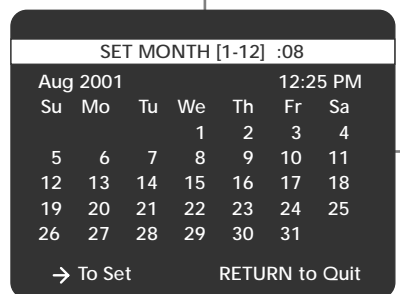 SET MONTH [1-12] :08
Aug 2001 12:25 PM
Su Mo Tu We Th Fr Sa
1 2 3 4
5 6 7 8 9 10 11
12 13 14 15 16 17 18
19 20 21 22 23 24 25
26 27 28 29 30 31
→ To Set RETURN to Quit